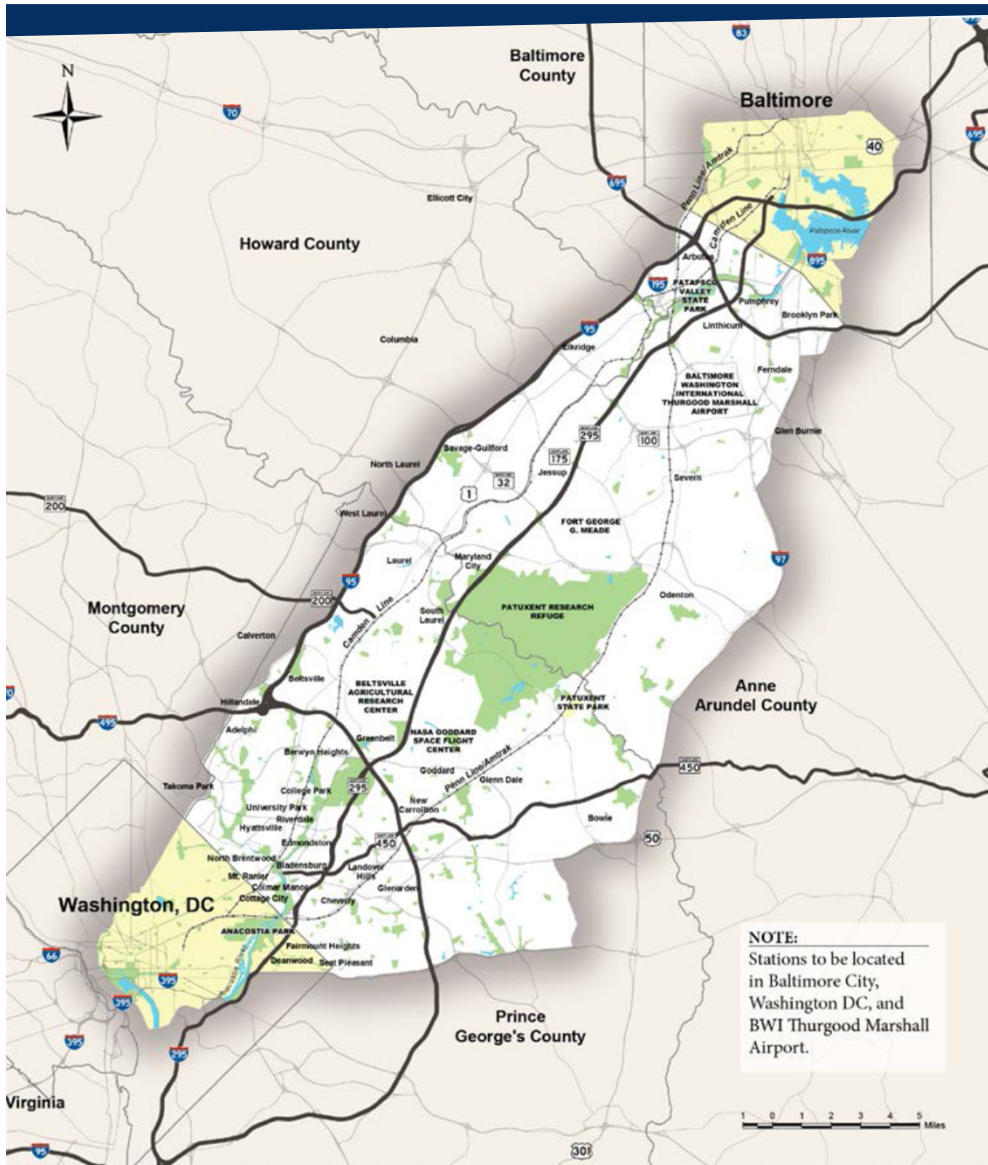 N
83
Baltimore
County
70
Baltimore
695
40
695
Penn Line/Amtrak
Camden Line
Ellicott City
Patapsco River
Howard County
Arbutus
895
195
PATAPSCO
VALLEY
STATE
PARK
Pumphrey
Brooklyn Park
95
Linthicum
Columbia
Elkridge
Ferndale
BALTIMORE
WASHINGTON
INTERNATIONAL
THURGOOD MARSHALL
AIRPORT
295
100
Glen Burnie
Savage-Guilford
175
Jessup
North Laurel
32
Severn
1
200
West Laurel
FORT GEORGE
G. MEADE
97
Laurel
Maryland
City
95
200
Odenton
Montgomery
County
Camden Line
South
Laurel
PATUXENT RESEARCH
REFUGE
Calverton
Beltsville
BELTSVILLE
AGRICULTURAL
RESEARCH
CENTER
Anne
Arundel County
Hillandale
PATUXENT
STATE PARK
495
Adelphi
Greenbelt
NASA GODDARD
SPACE FLIGHT
CENTER
Berwyn Heights
Goddard
Penn Line/Amtrak
450
Takoma Park
College Park
295
Glenn Dale
University Park
New
Carrollton
Riverdale
Hyattsville
Bowie
Edmondston
450
50
North Brentwood
Bladensburg
Landover
Hills
Mt. Ranier
Colmar Manor
Glenarden
Cottage City
Cheverly
Washington, DC
ANACOSTIA PARK
Fairmount Heights
66
Deanwood
Seat Pleasant
Anacostia River
395
395
395
295
Prince
George's County
NOTE:
Stations to be located
in Baltimore City,
Washington DC, and
BWI Thurgood Marshall
Airport.
Virginia
95
301
1 0 1 2 3 4 5
Miles